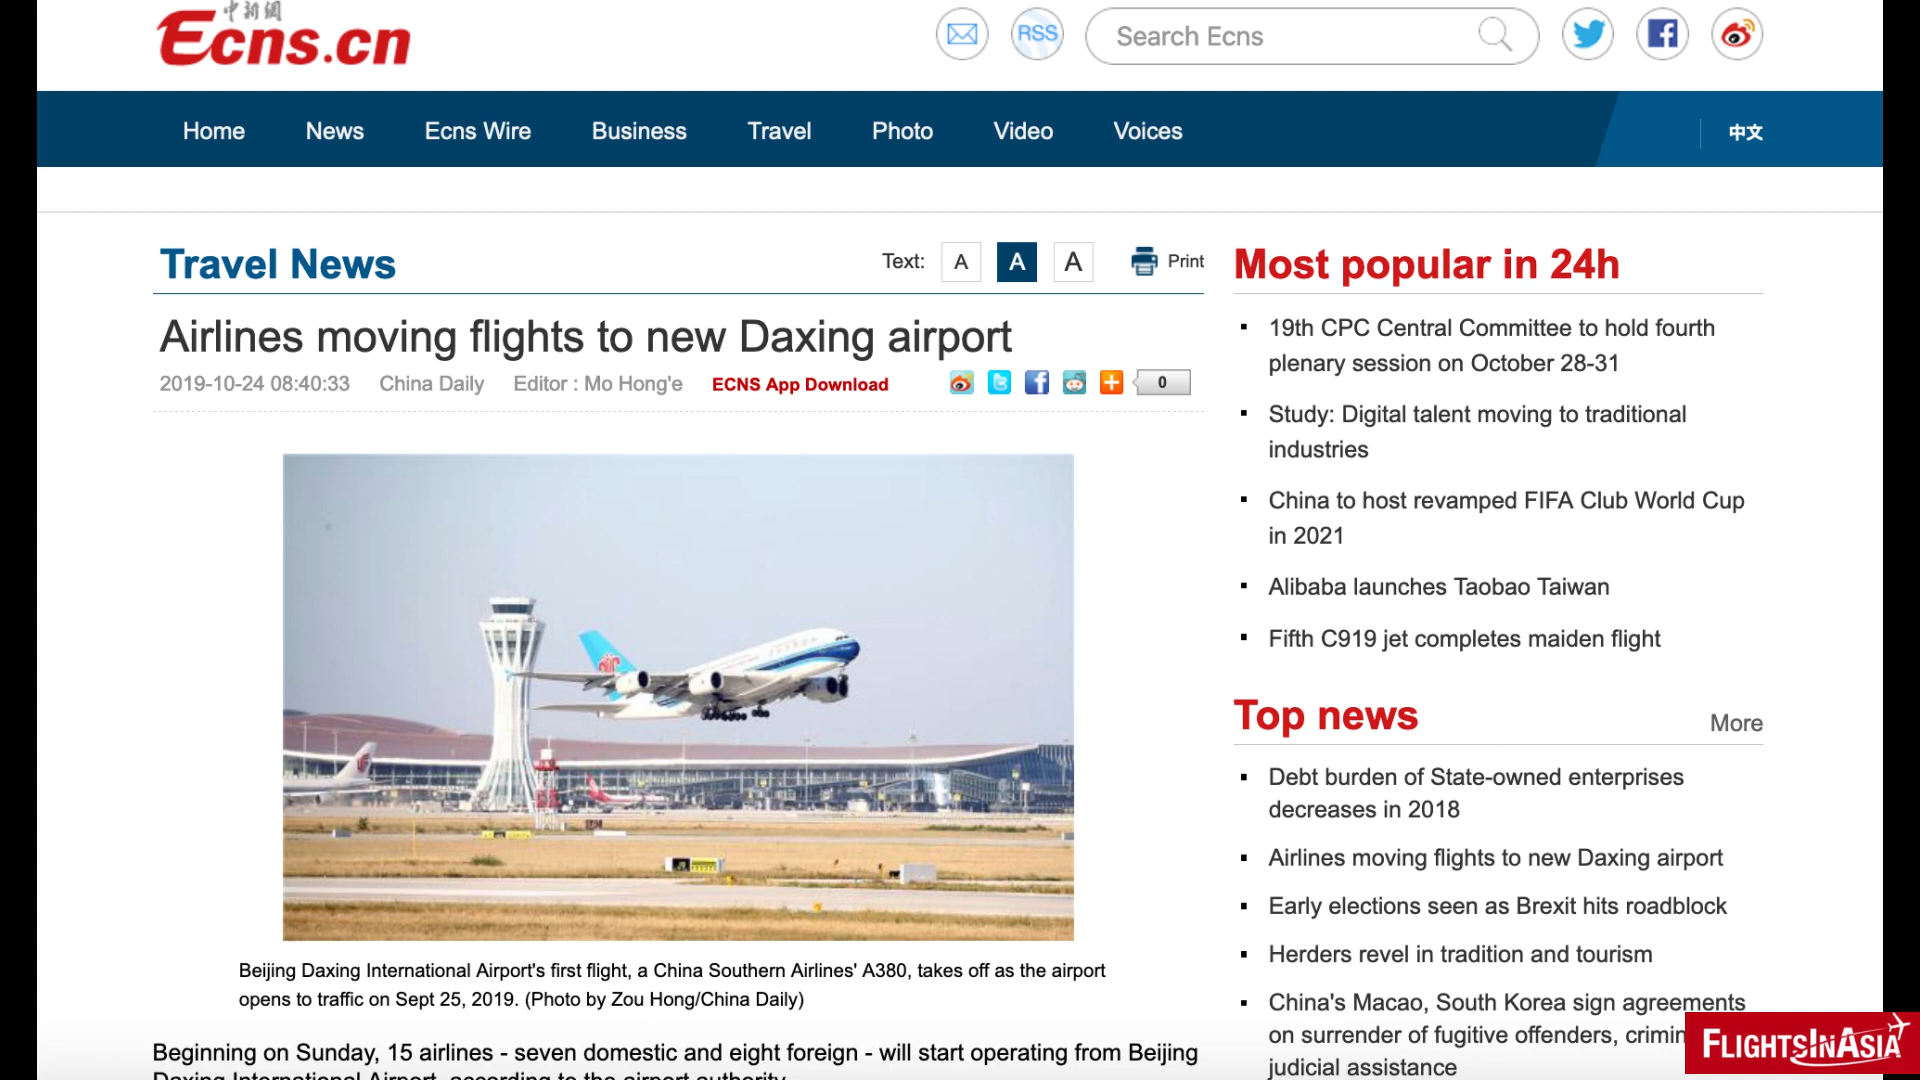 中新網
Ecns.cn
RSS
Search Ecns
Home News Ecns Wire Business Travel Photo Video Voices 中文
Travel News
Text: A A A Print
Airlines moving flights to new Daxing airport
2019-10-24 08:40:33 China Daily Editor : Mo Hong'e ECNS App Download
0
Beijing Daxing International Airport's first flight, a China Southern Airlines' A380, takes off as the airport
opens to traffic on Sept 25, 2019. (Photo by Zou Hong/China Daily)
Beginning on Sunday, 15 airlines - seven domestic and eight foreign - will start operating from Beijing
Daxing International Airport, according to the airport authority.
Most popular in 24h
19th CPC Central Committee to hold fourth
plenary session on October 28-31
Study: Digital talent moving to traditional
industries
China to host revamped FIFA Club World Cup
in 2021
Alibaba launches Taobao Taiwan
Fifth C919 jet completes maiden flight
Top news
More
Debt burden of State-owned enterprises
decreases in 2018
Airlines moving flights to new Daxing airport
Early elections seen as Brexit hits roadblock
Herders revel in tradition and tourism
China's Macao, South Korea sign agreements
on surrender of fugitive offenders, crimin
judicial assistance
FLIGHTSINASIA